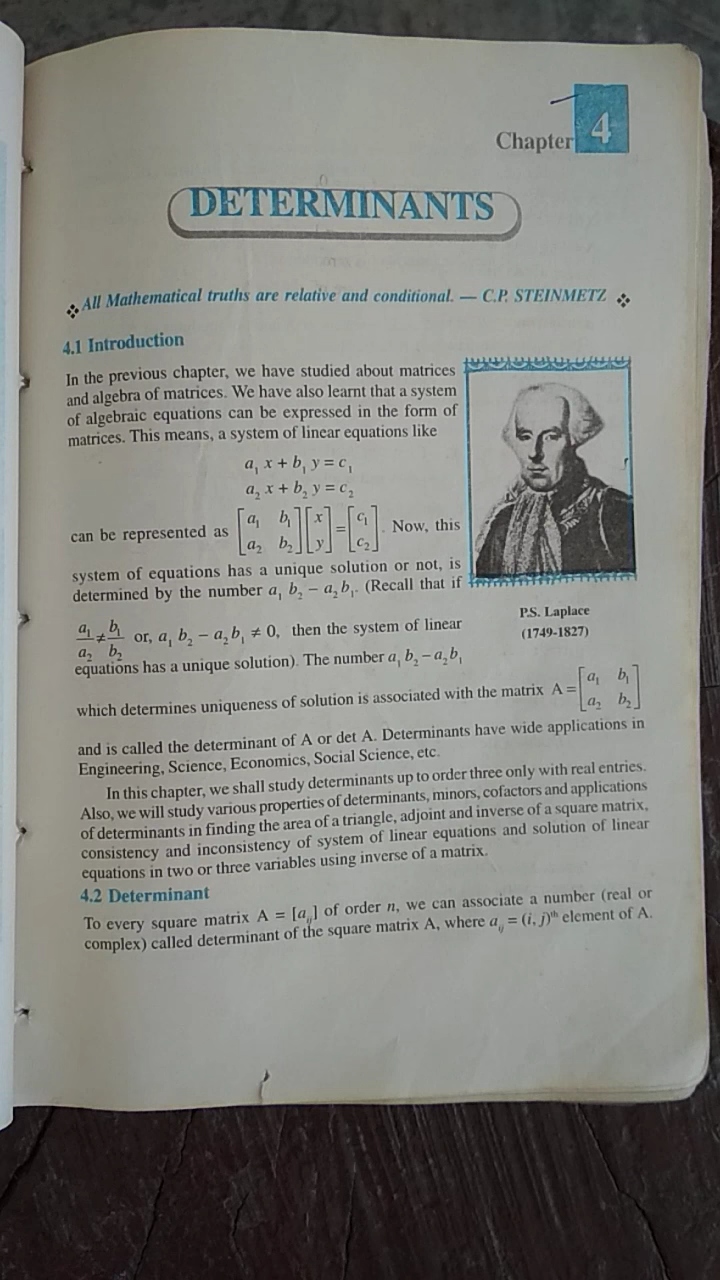 Chapter 4
DETERMINANTS
❖ All Mathematical truths are relative and conditional. — C.P. STEINMETZ ❖
4.1 Introduction
In the previous chapter, we have studied about matrices
and algebra of matrices. We have also learnt that a system
of algebraic equations can be expressed in the form of
matrices. This means, a system of linear equations like
a₁ x + b₁ y = c₁
a₂ x + b₂ y = c₂
can be represented as [a₁ b₁; a₂ b₂] [x; y] = [c₁; c₂]. Now, this
system of equations has a unique solution or not, is
determined by the number a₁ b₂ – a₂ b₁. (Recall that if
a₁/a₂ ≠ b₁/b₂ or, a₁ b₂ – a₂ b₁ ≠ 0, then the system of linear
equations has a unique solution). The number a₁ b₂ – a₂ b₁
P.S. Laplace
(1749-1827)
which determines uniqueness of solution is associated with the matrix A = [a₁ b₁; a₂ b₂]
and is called the determinant of A or det A. Determinants have wide applications in
Engineering, Science, Economics, Social Science, etc.
In this chapter, we shall study determinants up to order three only with real entries.
Also, we will study various properties of determinants, minors, cofactors and applications
of determinants in finding the area of a triangle, adjoint and inverse of a square matrix,
consistency and inconsistency of system of linear equations and solution of linear
equations in two or three variables using inverse of a matrix.
4.2 Determinant
To every square matrix A = [aᵢⱼ] of order n, we can associate a number (real or
complex) called determinant of the square matrix A, where aᵢⱼ = (i, j)ᵗʰ element of A.